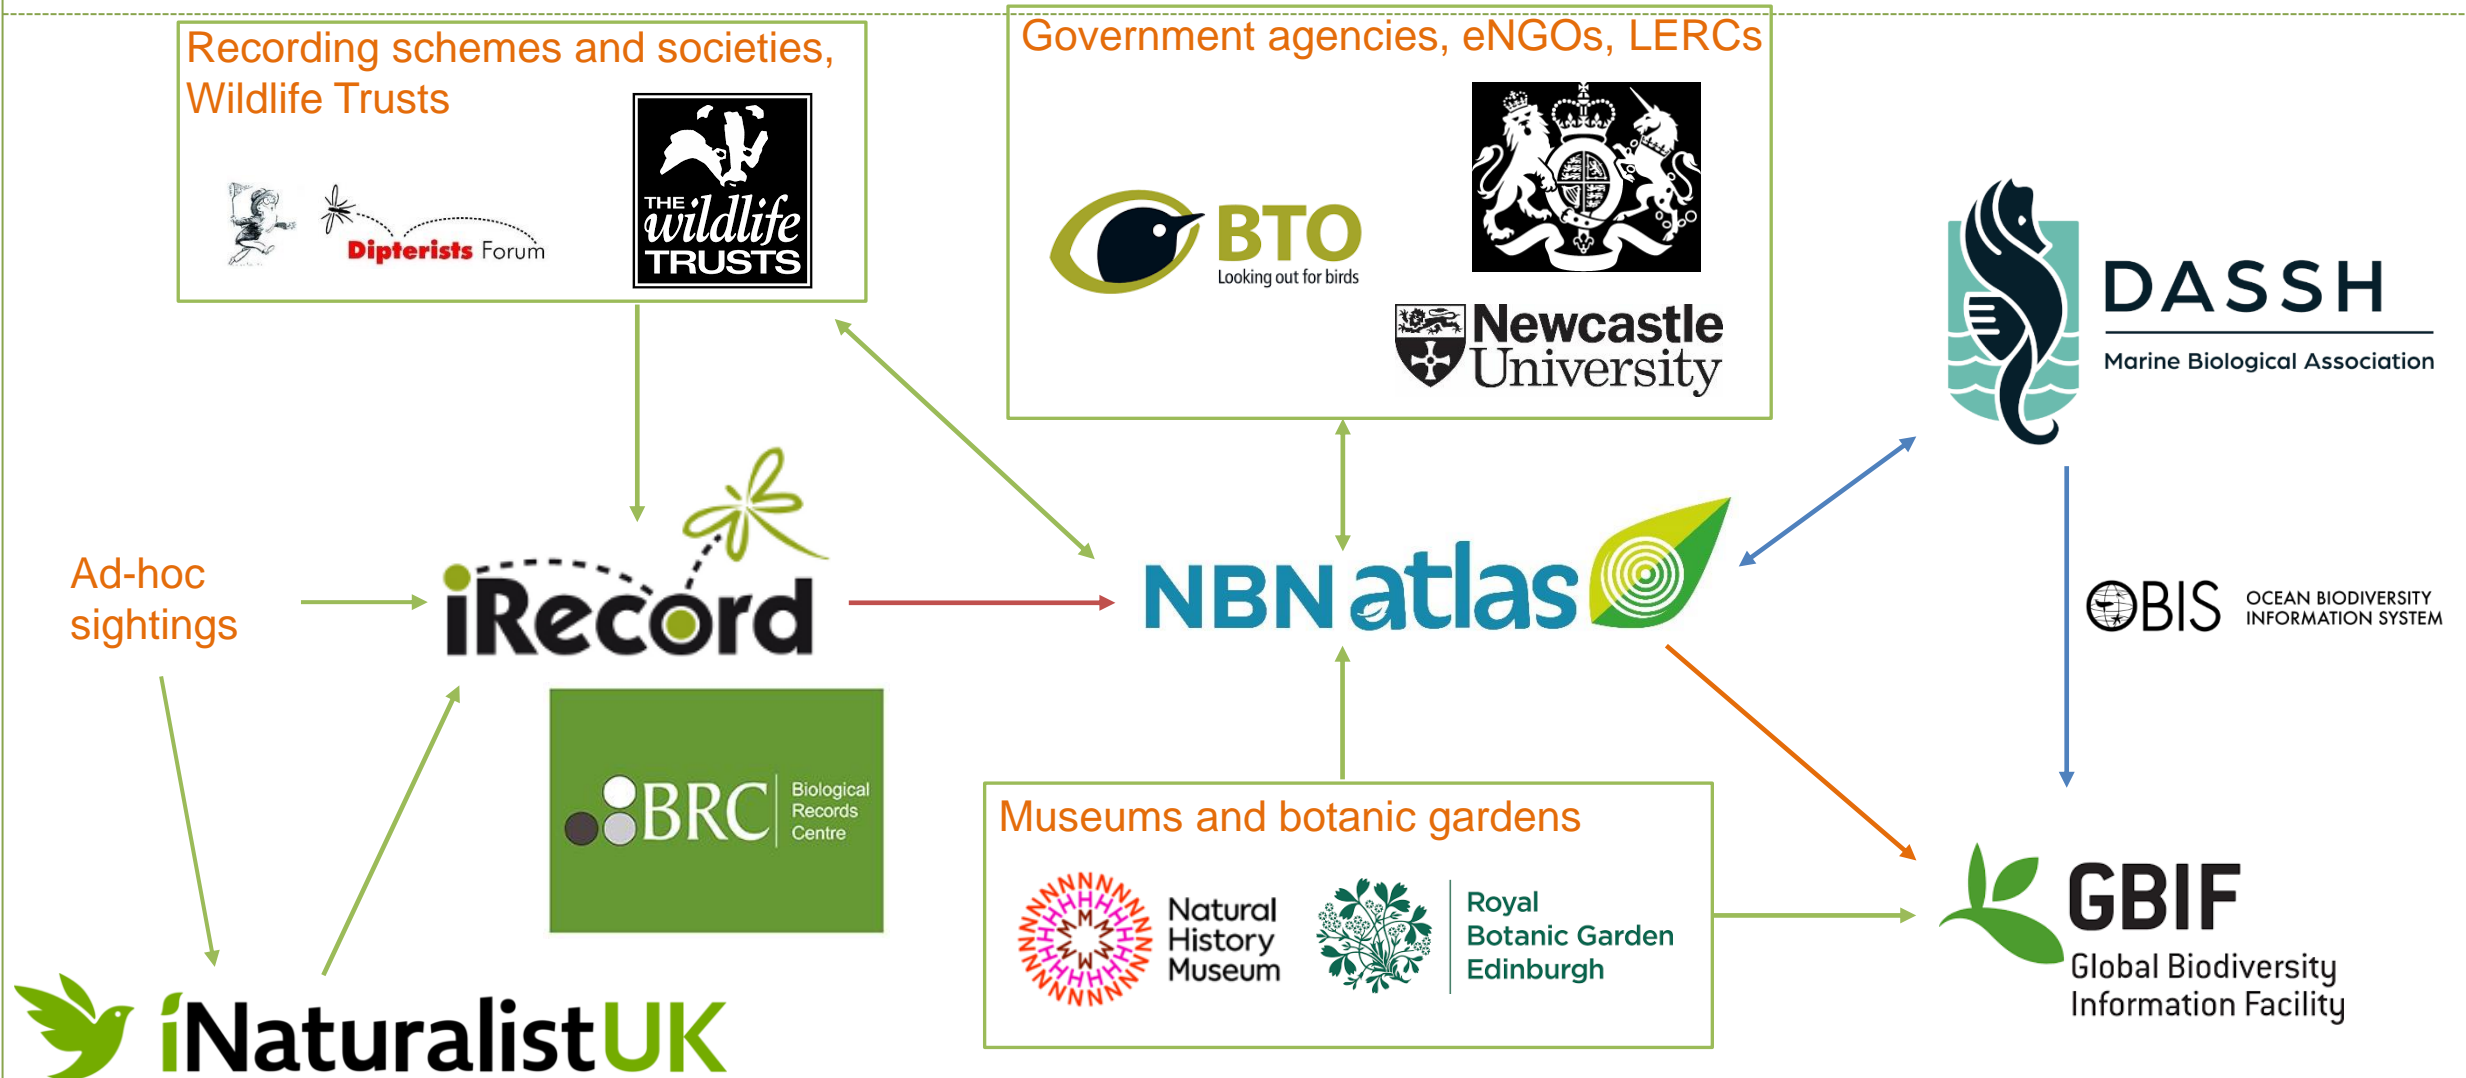 Recording schemes and societies,
Wildlife Trusts
Dipterists Forum
THE
wildlife
TRUSTS
Government agencies, eNGOs, LERCs
BTO
Looking out for birds
Newcastle
University
DASSH
Marine Biological Association
Ad-hoc
sightings
iRecord
NBN atlas
OBIS
OCEAN BIODIVERSITY
INFORMATION SYSTEM
BRC
Biological
Records
Centre
Museums and botanic gardens
Natural
History
Museum
Royal
Botanic Garden
Edinburgh
GBIF
Global Biodiversity
Information Facility
iNaturalistUK